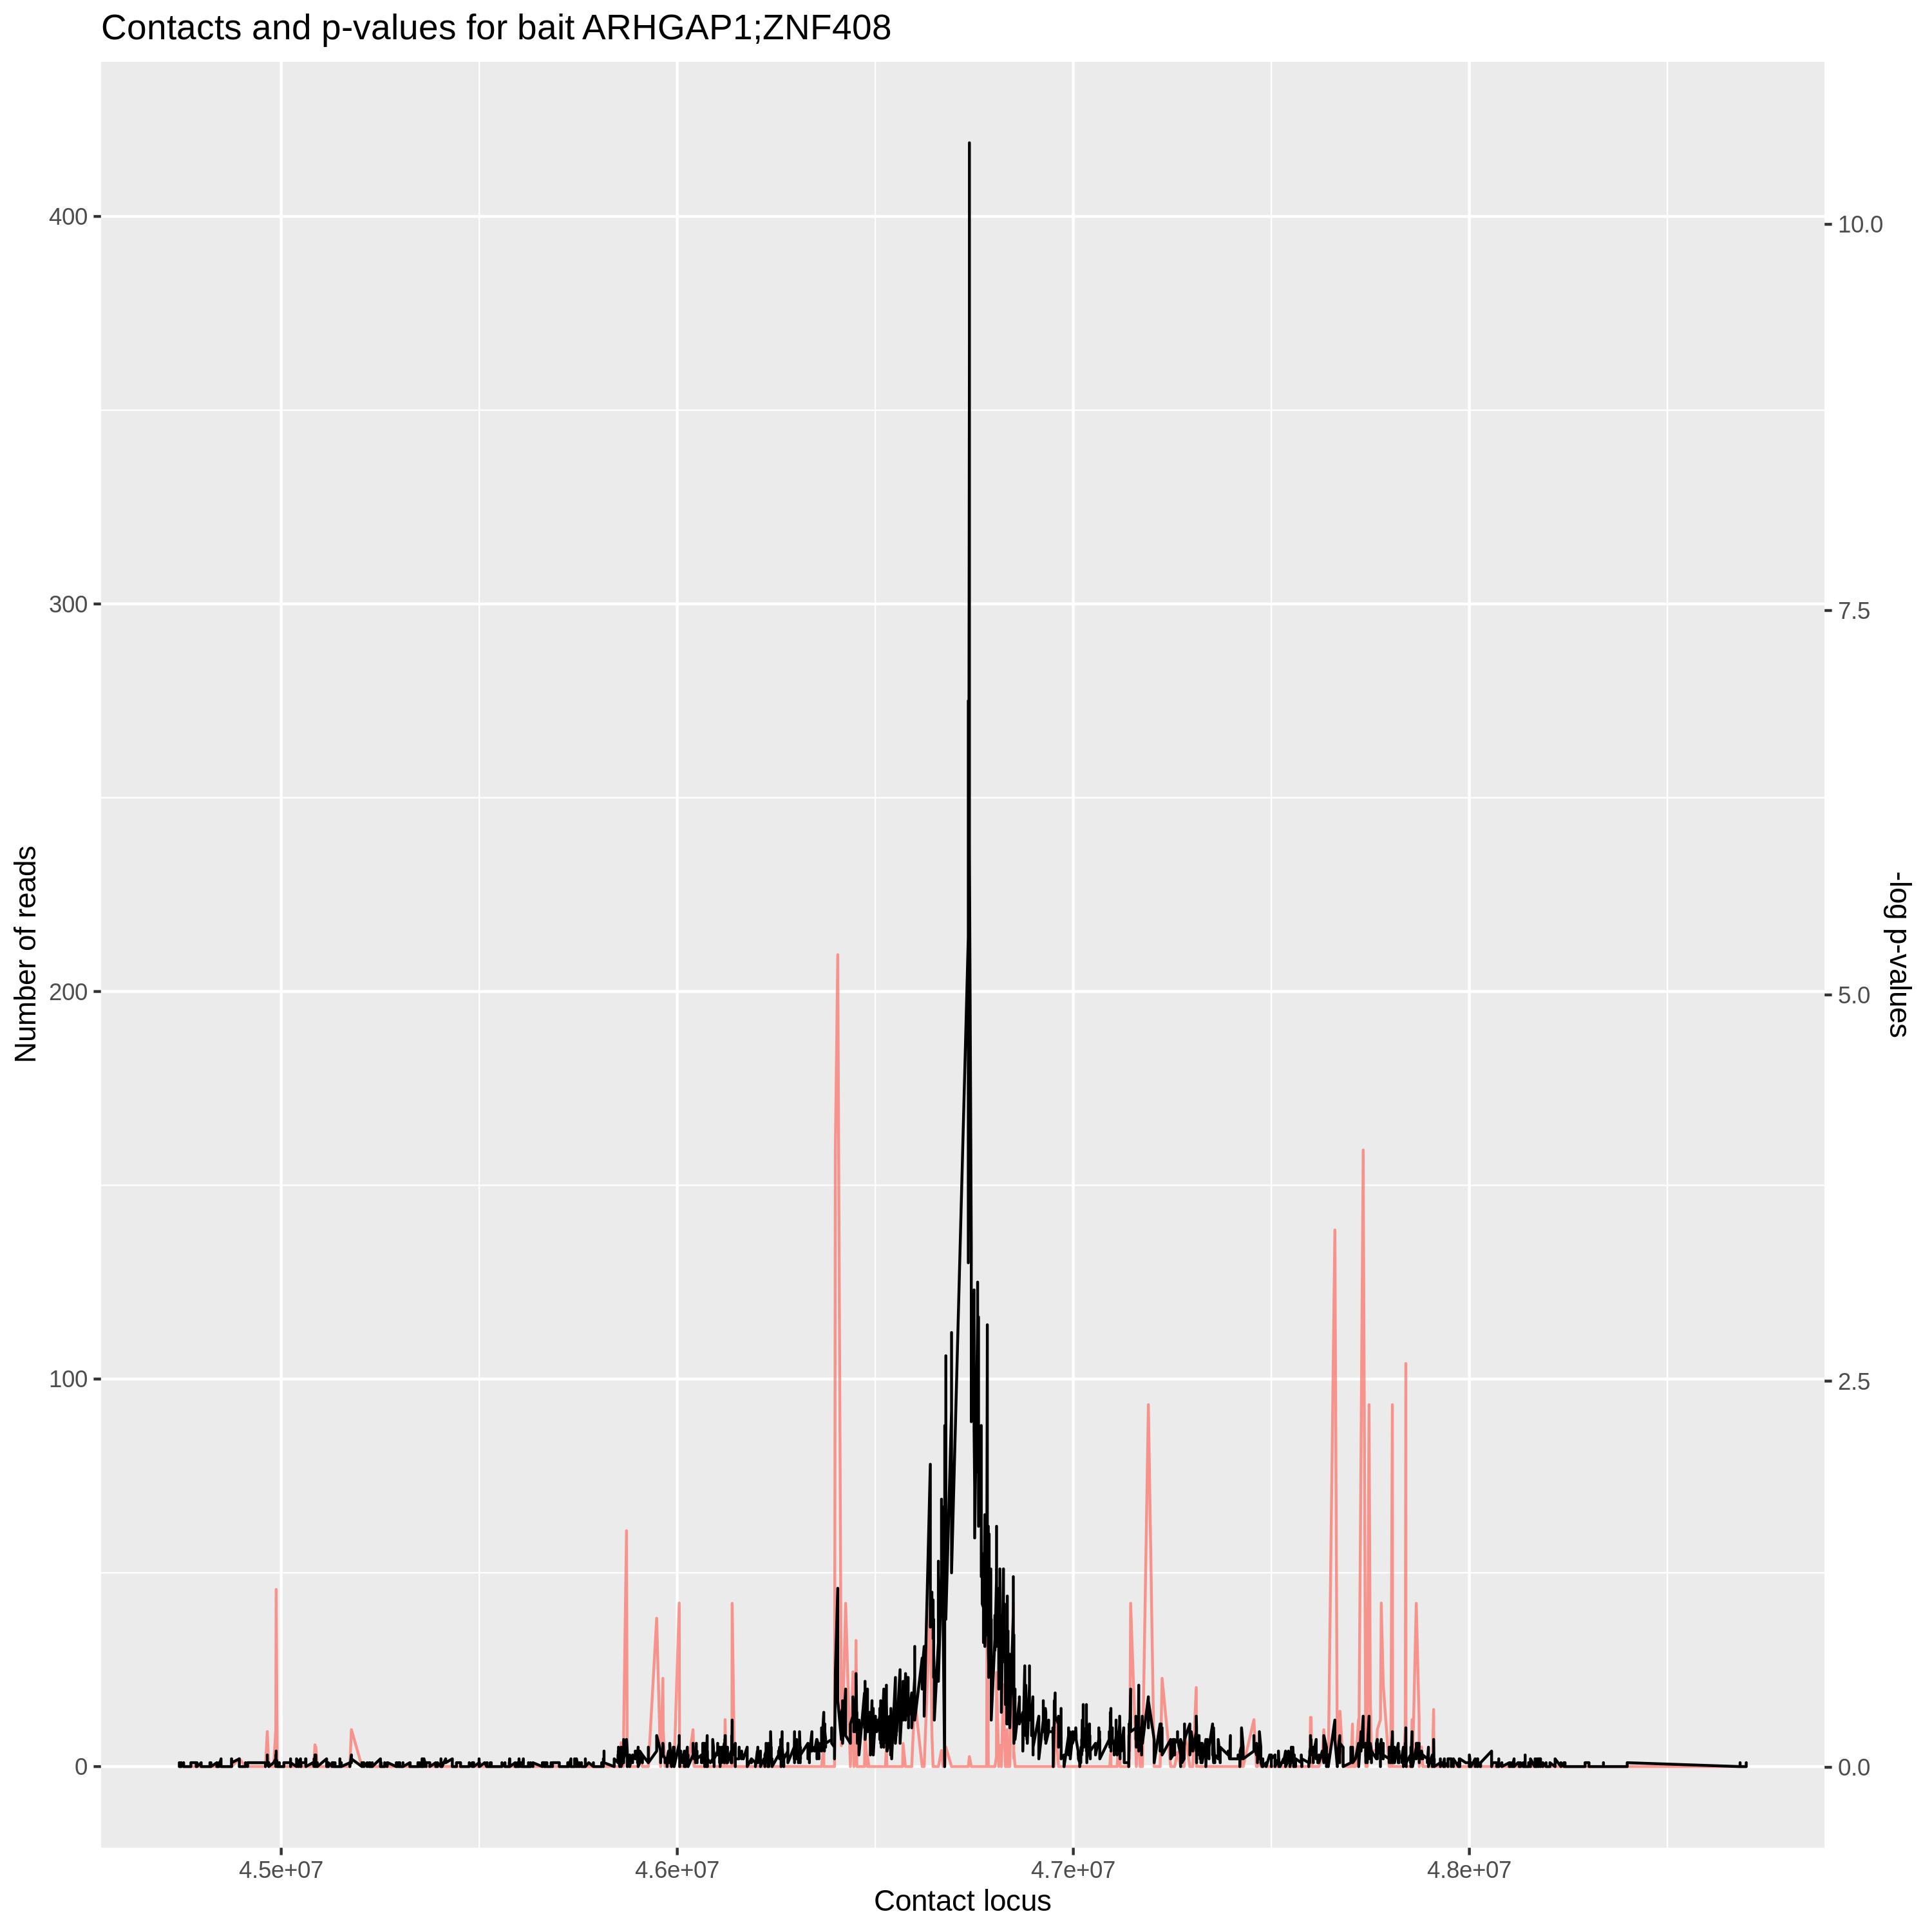 Contacts and p-values for bait ARHGAP1;ZNF408
Number of reads
400
300
200
100
0
10.0
7.5
5.0
2.5
0.0
-log p-values
4.5e+07
4.6e+07
4.7e+07
4.8e+07
Contact locus